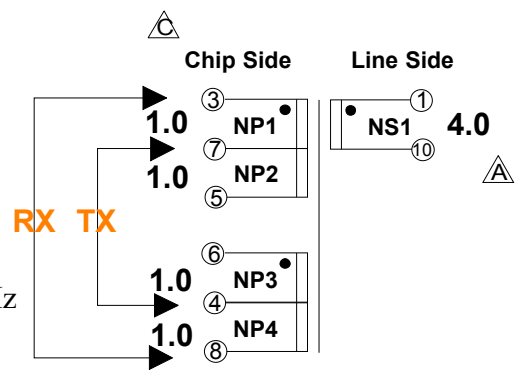 C
Chip Side Line Side
3 1
1.0 NP1 NS1 4.0
7 10
1.0 NP2 A
5
RX TX
6
1.0 NP3
4
1.0 NP4
8